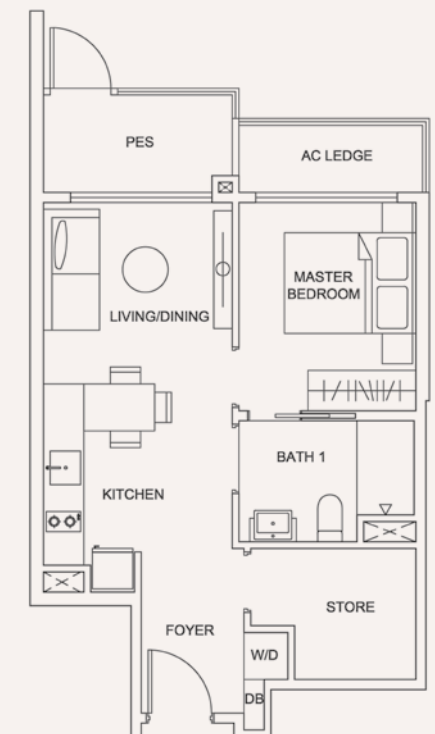 PES
AC LEDGE
MASTER
BEDROOM
LIVING/DINING
BATH 1
KITCHEN
STORE
FOYER
W/D
DB